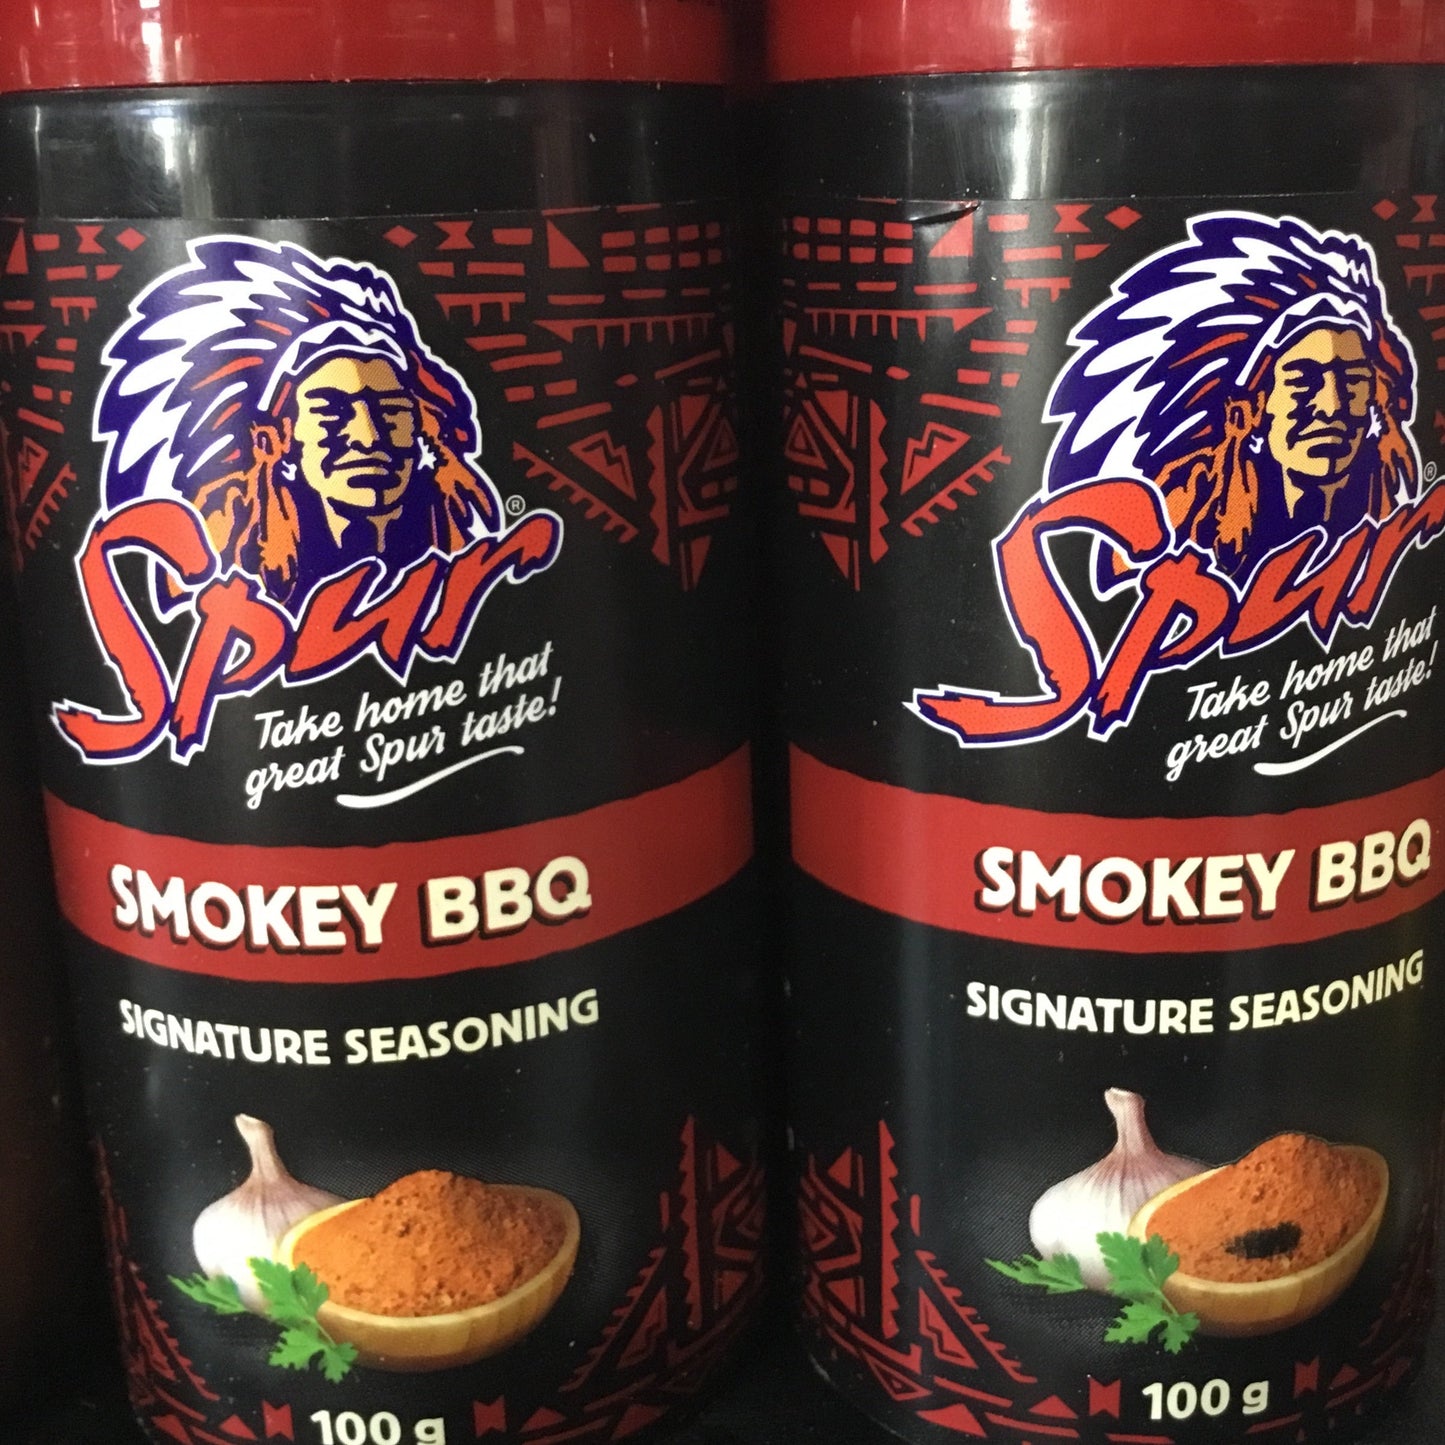 Spur®
Take home that
great Spur taste!
SMOKEY BBQ
SIGNATURE SEASONING
100 g
Spur®
Take home that
great Spur taste!
SMOKEY BBQ
SIGNATURE SEASONING
100 g